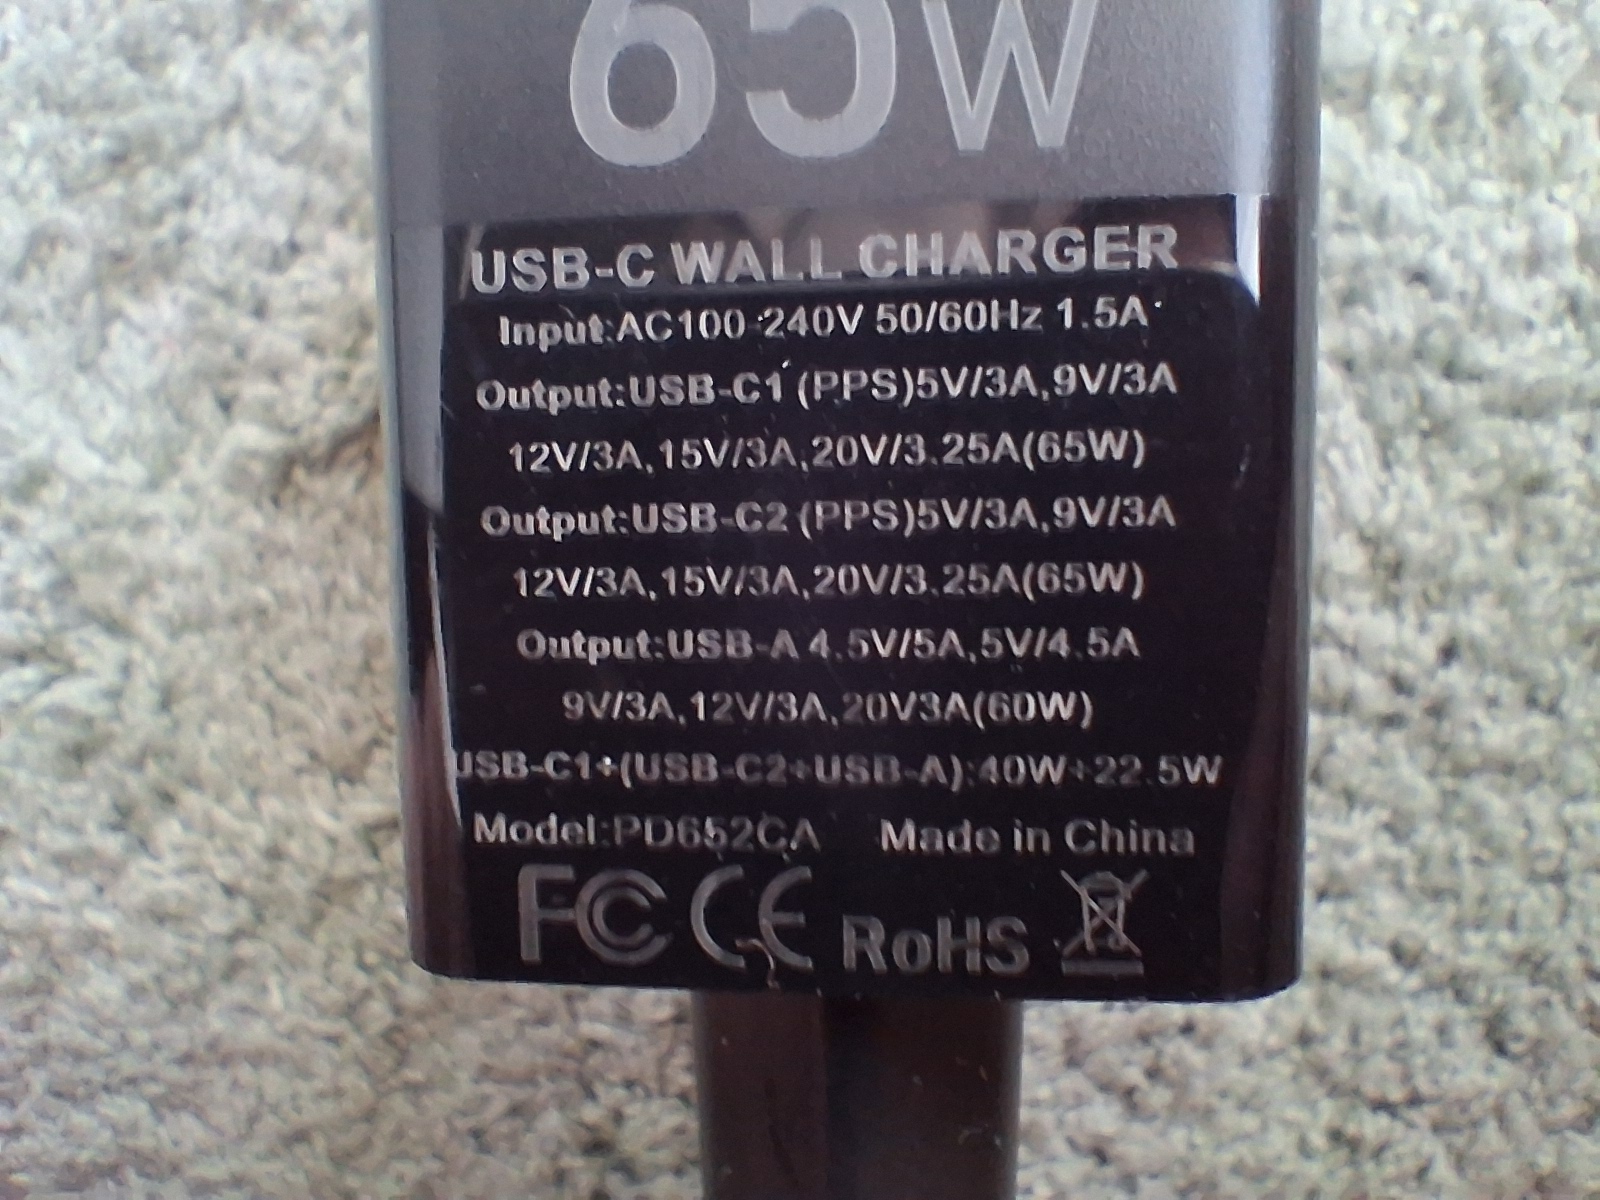 65W
USB-C WALL CHARGER
Input:AC100-240V 50/60Hz 1.5A
Output:USB-C1 (PPS)5V/3A,9V/3A
12V/3A,15V/3A,20V/3.25A(65W)
Output:USB-C2 (PPS)5V/3A,9V/3A
12V/3A,15V/3A,20V/3.25A(65W)
Output:USB-A 4.5V/5A,5V/4.5A
9V/3A,12V/3A,20V3A(60W)
USB-C1+(USB-C2+USB-A):40W+22.5W
Model:PD652CA Made in China
FC CE RoHS